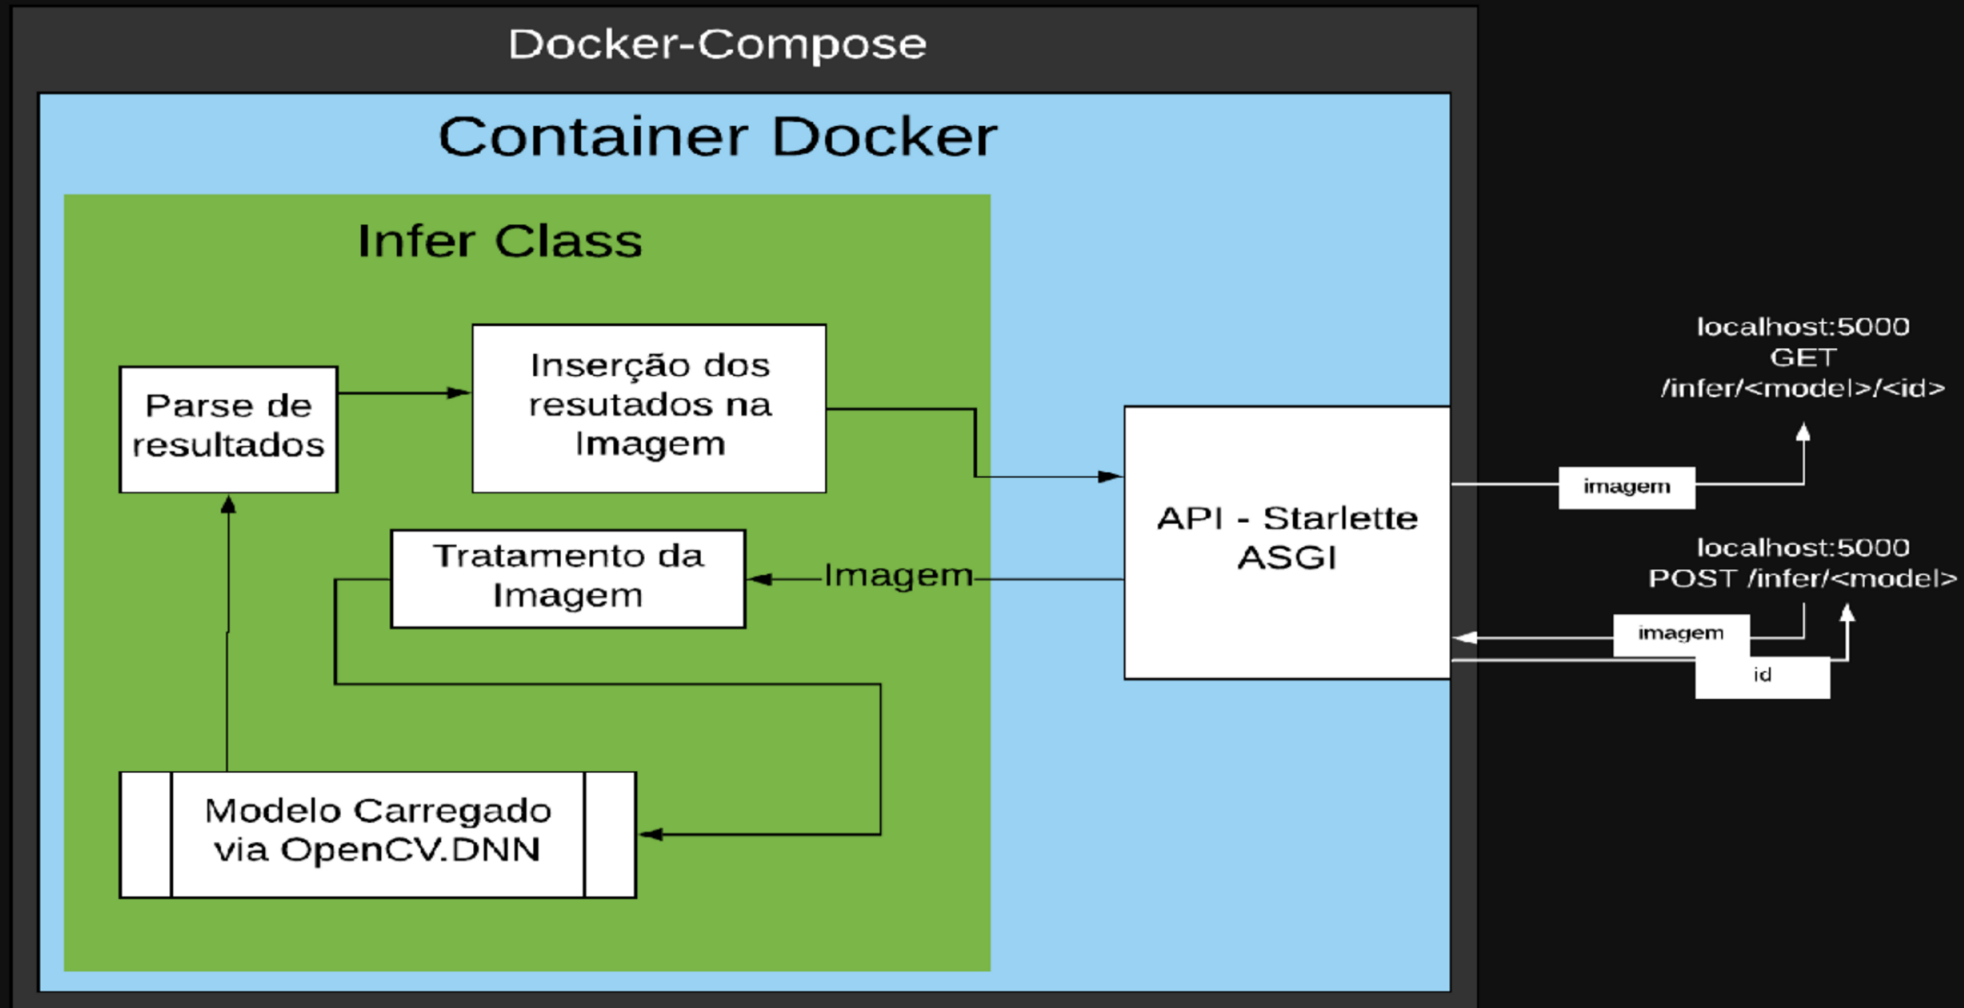 Docker-Compose
Container Docker
Infer Class
Parse de
resultados
Inserção dos
resutados na
Imagem
Tratamento da
Imagem
Imagem
Modelo Carregado
via OpenCV.DNN
API - Starlette
ASGI
localhost:5000
GET
/infer/<model>/<id>
imagem
localhost:5000
POST /infer/<model>
imagem
id